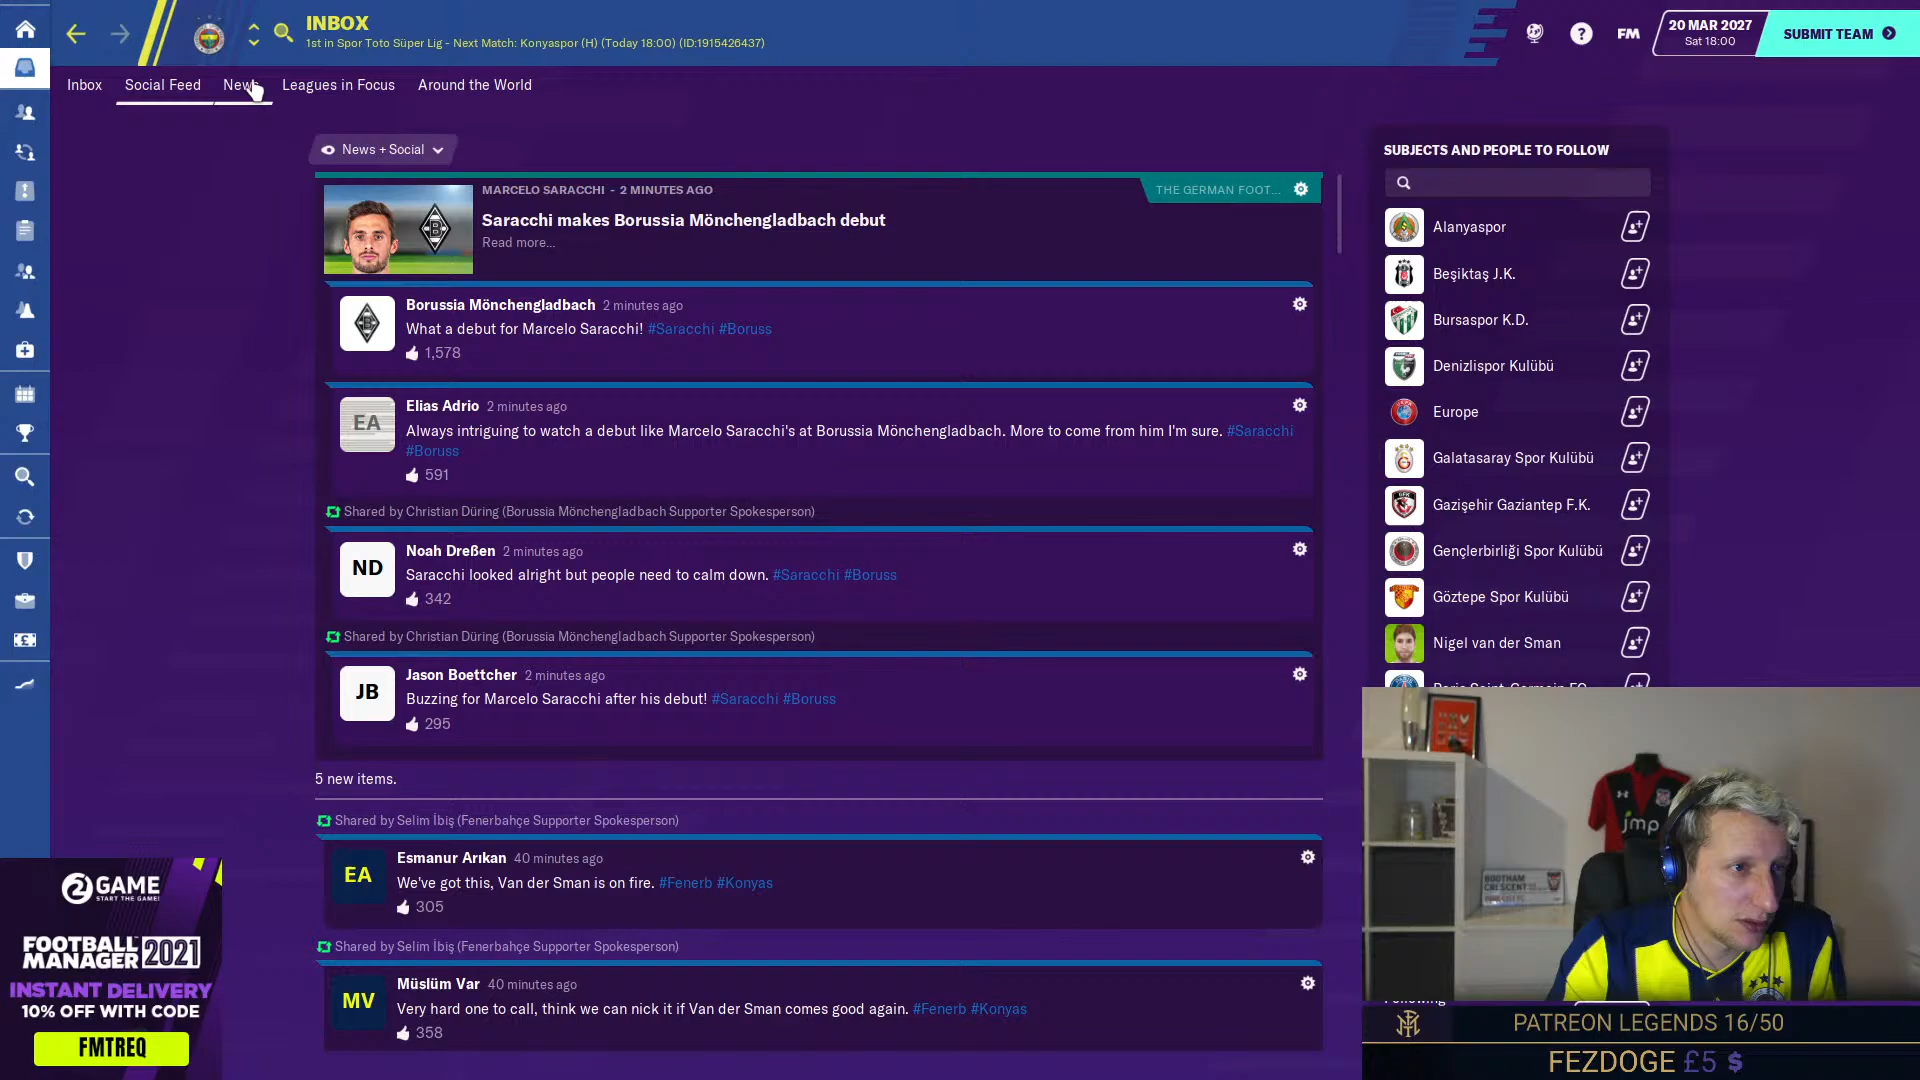 INBOX
1st in Spor Toto Süper Lig - Next Match: Konyaspor (H) (Today 18:00) (ID:1915426437)
?
FM
20 MAR 2027
Sat 18:00
SUBMIT TEAM
Inbox
Social Feed
Leagues in Focus
Around the World
News + Social
MARCELO SARACCHI - 2 MINUTES AGO
THE GERMAN FOOT...
Saracchi makes Borussia Mönchengladbach debut
Read more...
Borussia Mönchengladbach 2 minutes ago
What a debut for Marcelo Saracchi! #Saracchi #Boruss
1,578
EA
Elias Adrio 2 minutes ago
Always intriguing to watch a debut like Marcelo Saracchi's at Borussia Mönchengladbach. More to come from him I'm sure. #Saracchi
#Boruss
591
Shared by Christian Düring (Borussia Mönchengladbach Supporter Spokesperson)
ND
Noah Dreßen 2 minutes ago
Saracchi looked alright but people need to calm down. #Saracchi #Boruss
342
Shared by Christian Düring (Borussia Mönchengladbach Supporter Spokesperson)
JB
Jason Boettcher 2 minutes ago
Buzzing for Marcelo Saracchi after his debut! #Saracchi #Boruss
295
5 new items.
Shared by Selim İbiş (Fenerbahçe Supporter Spokesperson)
EA
Esmanur Arıkan 40 minutes ago
We've got this, Van der Sman is on fire. #Fenerb #Konyas
305
Shared by Selim İbiş (Fenerbahçe Supporter Spokesperson)
MV
Müslüm Var 40 minutes ago
Very hard one to call, think we can nick it if Van der Sman comes good again. #Fenerb #Konyas
358
SUBJECTS AND PEOPLE TO FOLLOW
Alanyaspor
Beşiktaş J.K.
Bursaspor K.D.
Denizlispor Kulübü
Europe
Galatasaray Spor Kulübü
Gazişehir Gaziantep F.K.
Gençlerbirliği Spor Kulübü
Göztepe Spor Kulübü
Nigel van der Sman
jmp
BOOTHAM
CRESCENT
2GAME
START THE GAME!
FOOTBALL
MANAGER 2021
INSTANT DELIVERY
10% OFF WITH CODE
FMTREQ
PATREON LEGENDS 16/50
FEZDOGE £5 $